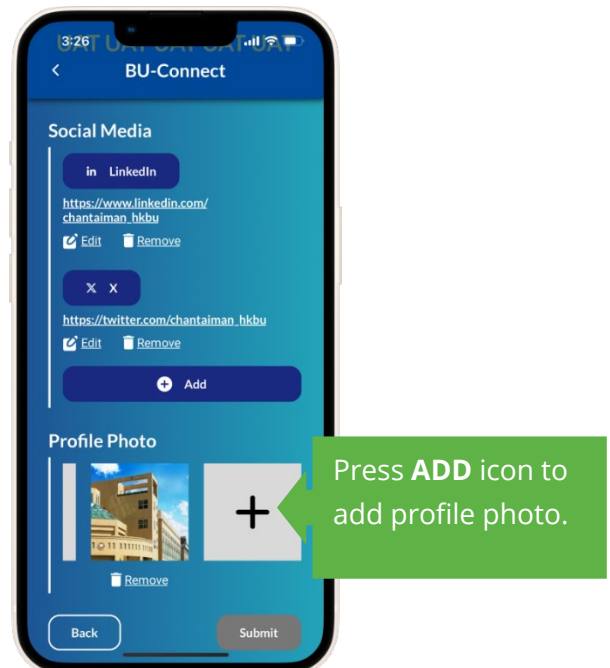 3:26
UAT UAT UAT UAT UAT
BU-Connect
Social Media
in LinkedIn
https://www.linkedin.com/
chantaiman_hkbu
Edit Remove
X X
https://twitter.com/chantaiman_hkbu
Edit Remove
Add
Profile Photo
Press ADD icon to
add profile photo.
Remove
Back Submit